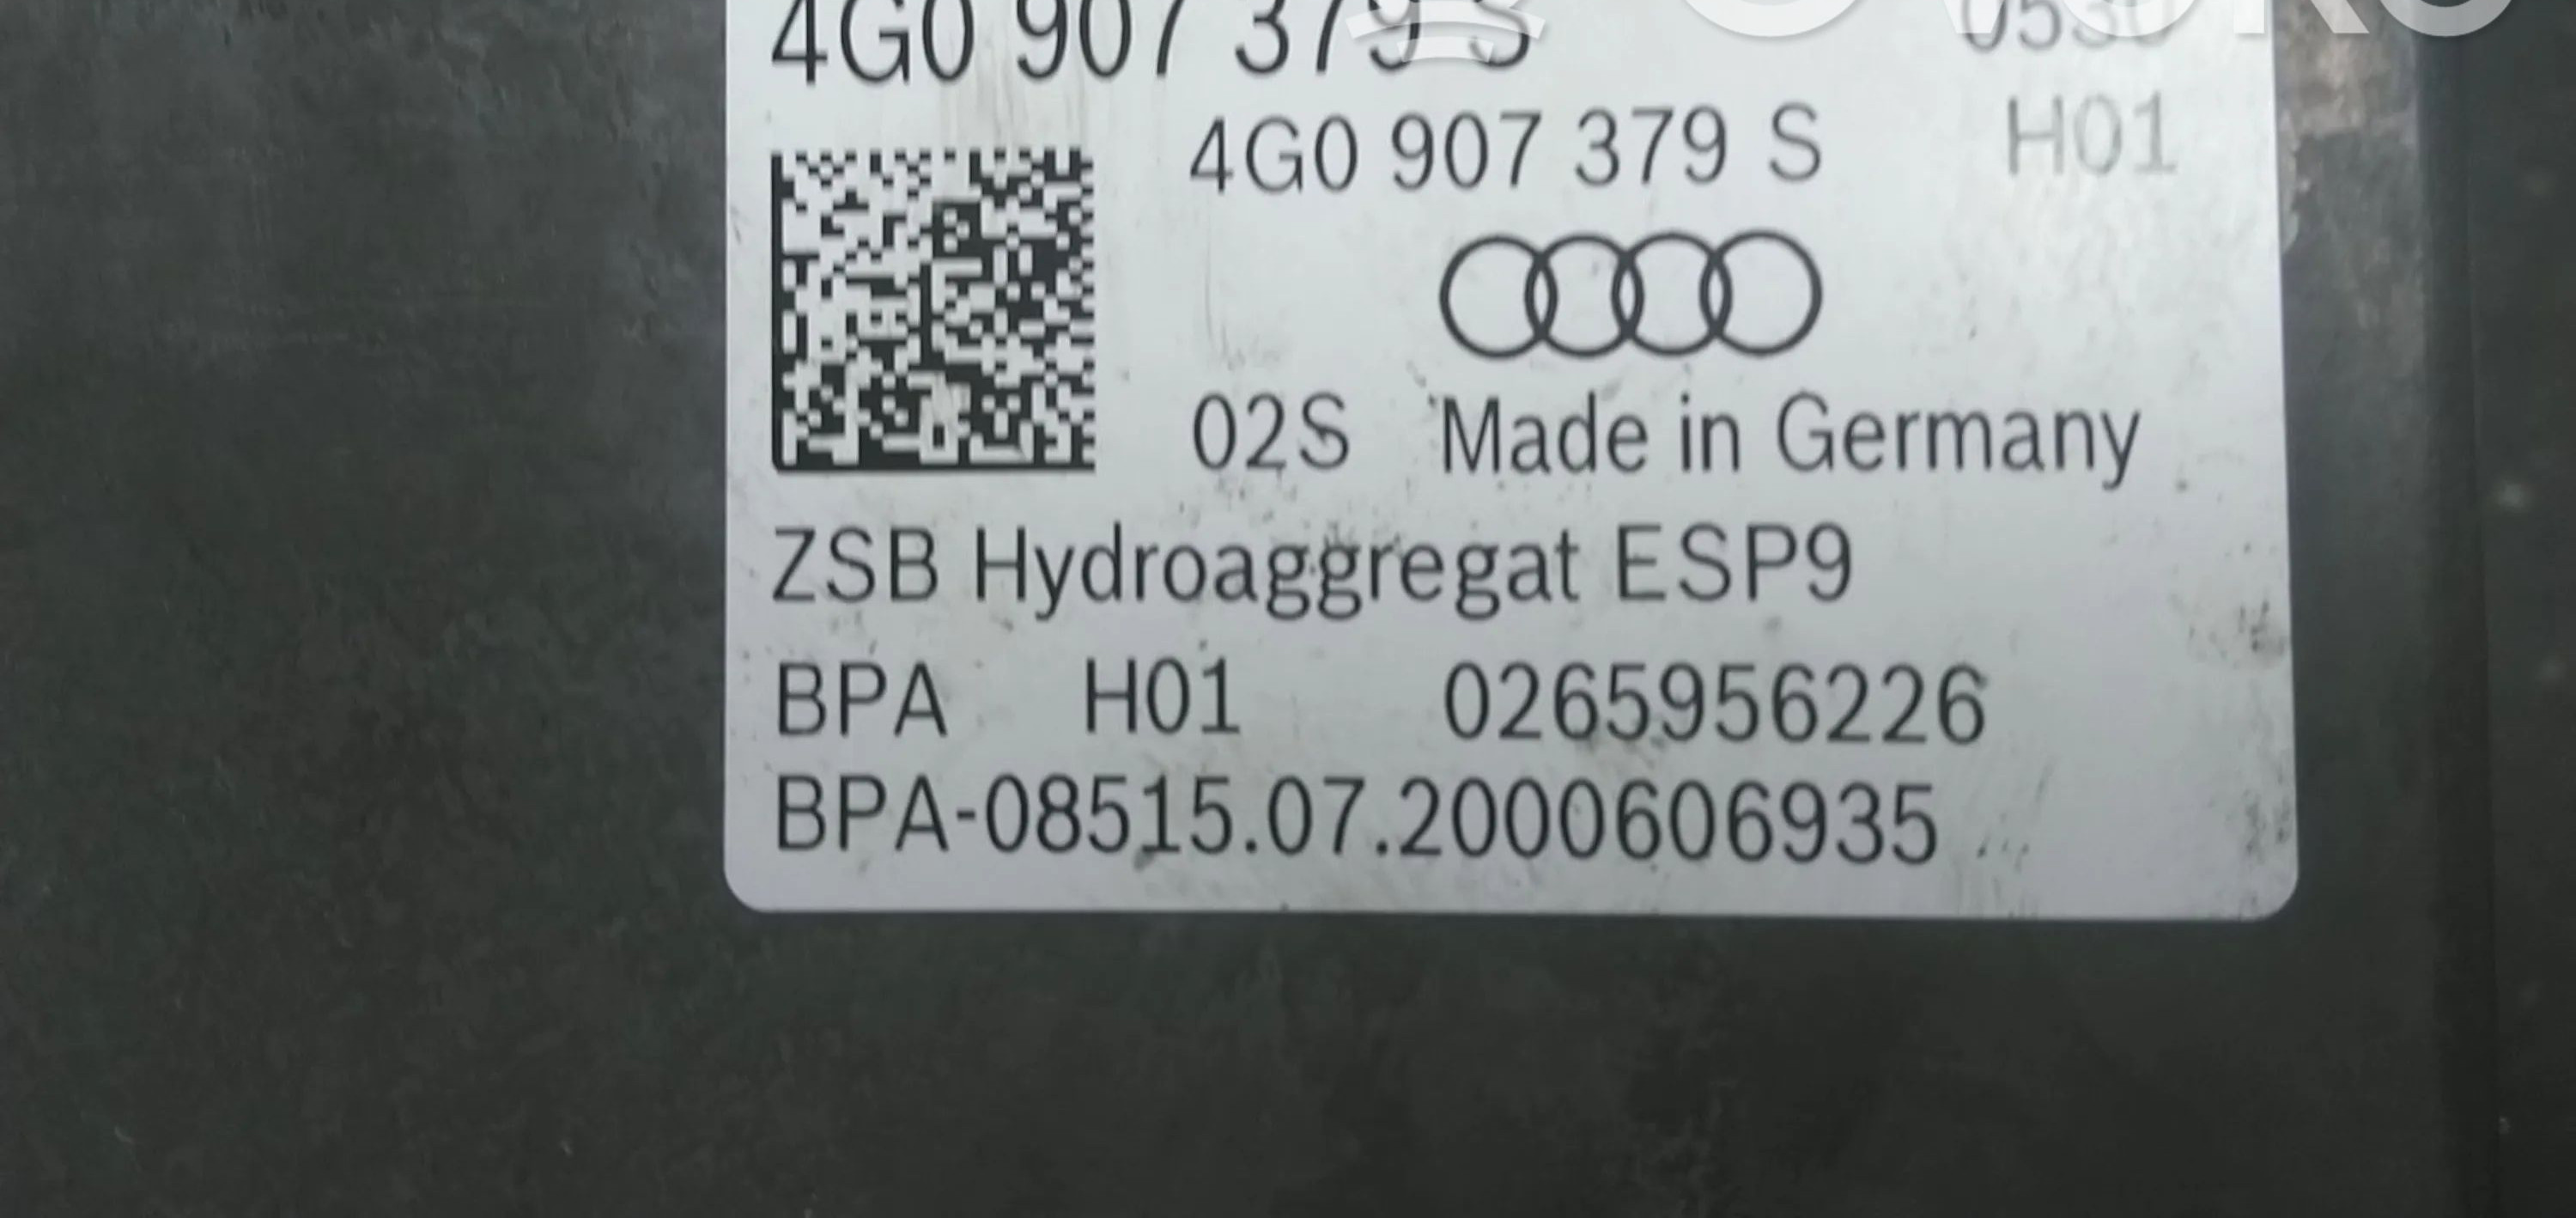 4G0 907 379 S 0530
4G0 907 379 S H01
02S Made in Germany
ZSB Hydroaggregat ESP9
BPA H01 0265956226
BPA-08515.07.2000606935